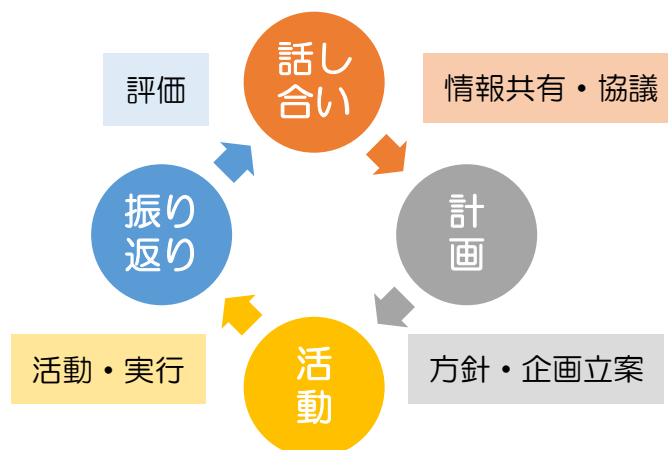 話し
合い
評価
情報共有・協議
振り
返り
計
画
活動・実行
活
動
方針・企画立案